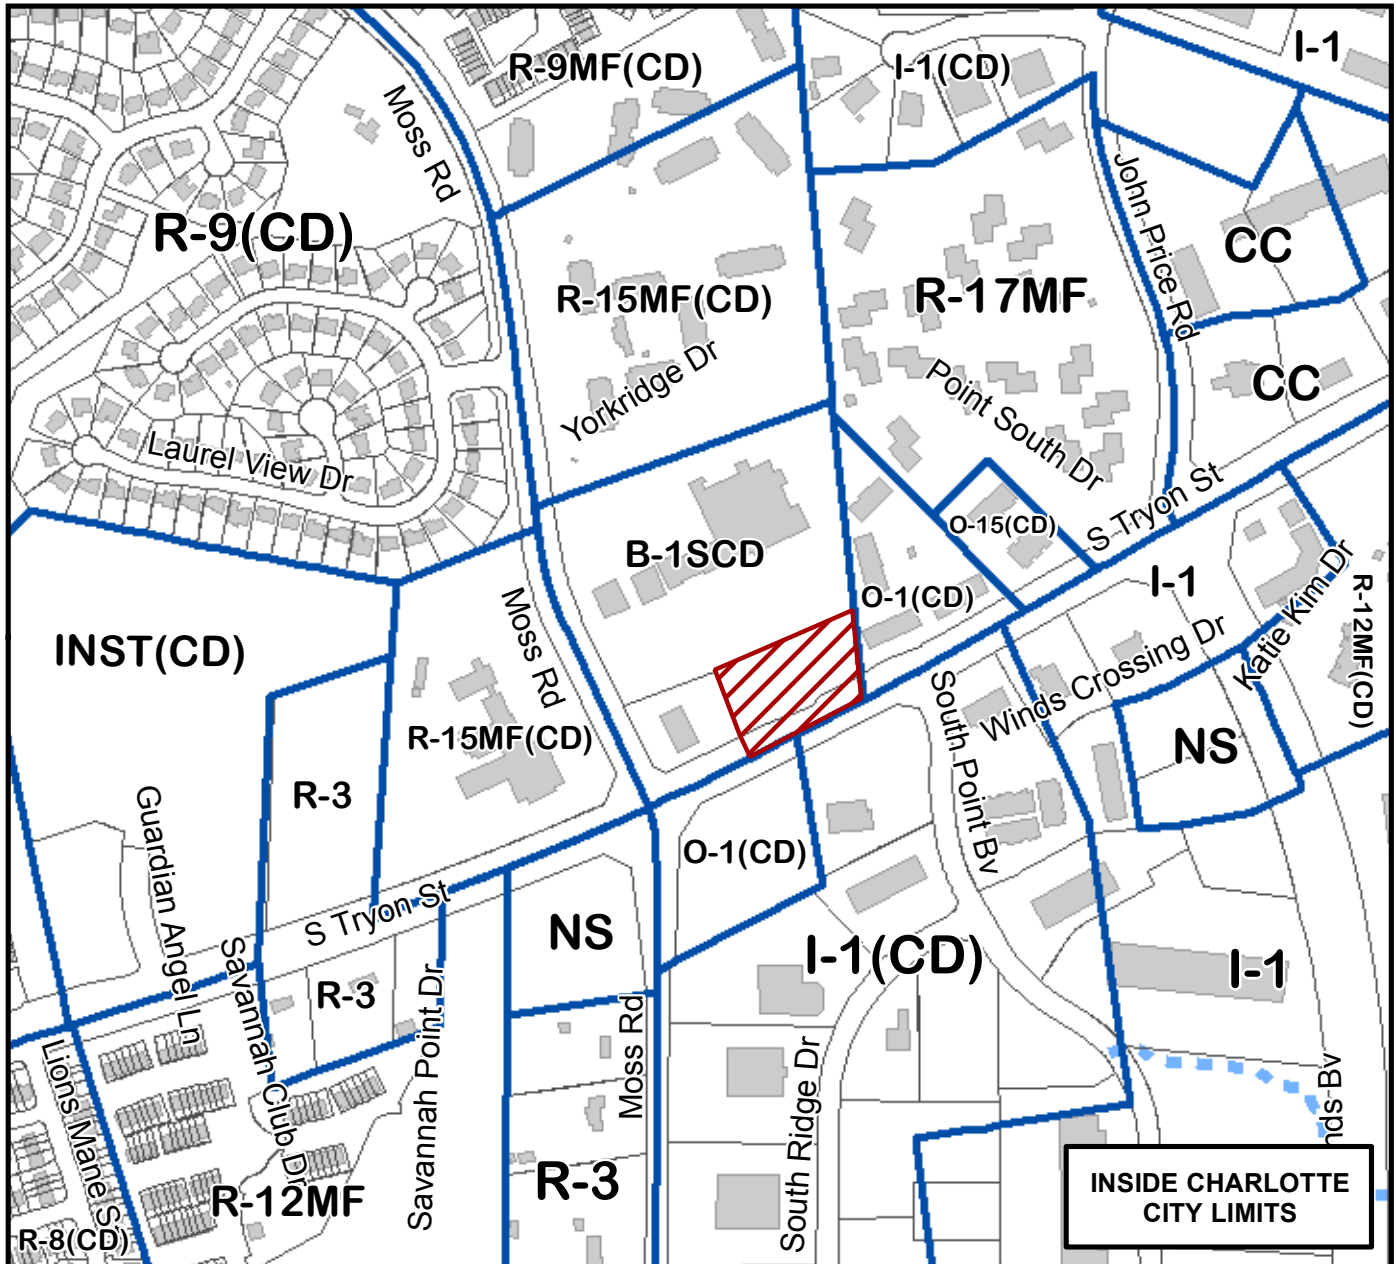 R-9MF(CD)
I-1(CD)
I-1
Moss Rd
R-9(CD)
John Price Rd
CC
R-15MF(CD)
R-17MF
Yorkridge Dr
Point South Dr
CC
Laurel View Dr
S Tryon St
O-15(CD)
B-1SCD
O-1(CD)
I-1
Katie Kim Dr
R-12MF(CD)
INST(CD)
Moss Rd
Winds Crossing Dr
South Point Bv
R-15MF(CD)
NS
R-3
Guardian Angel Ln
O-1(CD)
S Tryon St
NS
I-1(CD)
I-1
R-3
Savannah Club Dr
Savannah Point Dr
Moss Rd
South Ridge Dr
nds Bv
Lions Mane S
R-12MF
R-3
R-8(CD)
INSIDE CHARLOTTE
CITY LIMITS